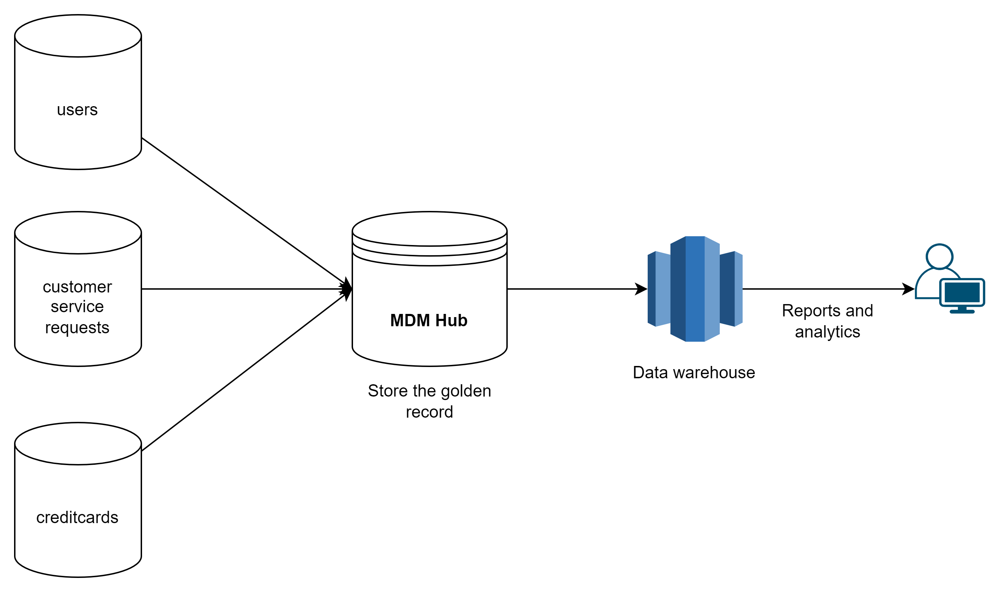 users
customer
service
requests
creditcards
MDM Hub
Store the golden
record
Data warehouse
Reports and
analytics